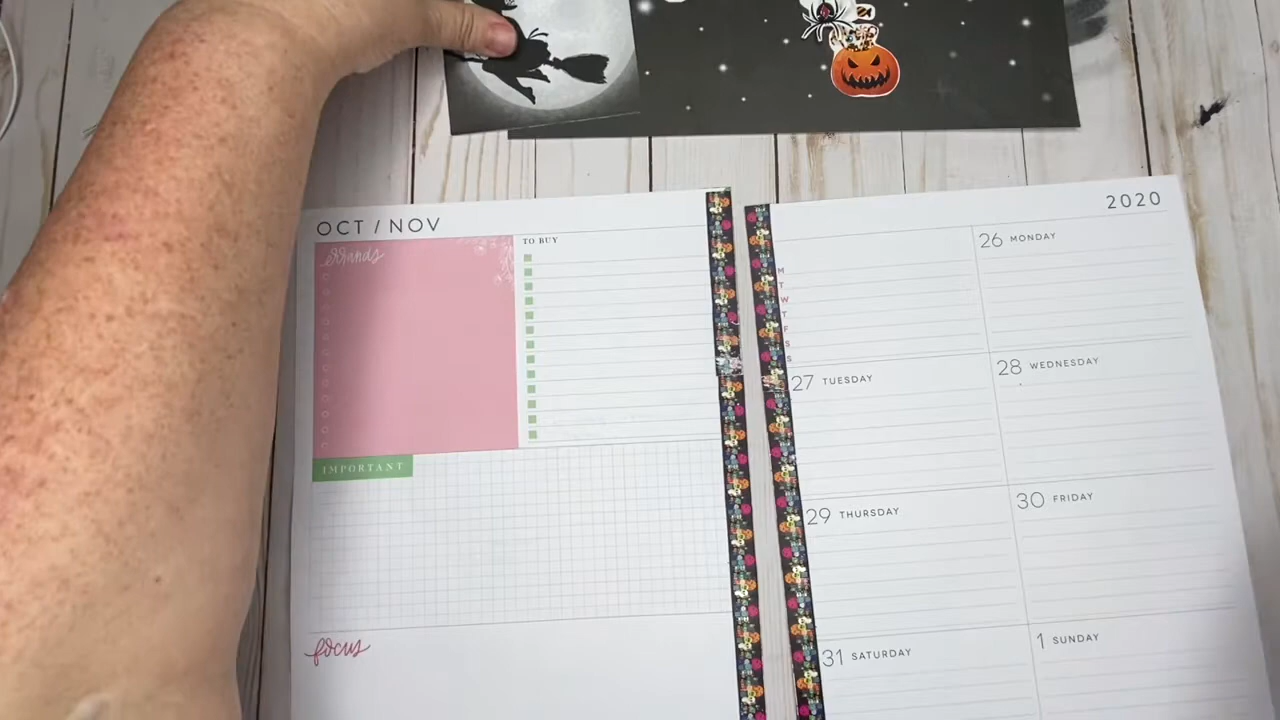 OCT / NOV
2020
errands
TO BUY
26 MONDAY
M
T
W
T
F
S
S
27 TUESDAY
28 WEDNESDAY
IMPORTANT
29 THURSDAY
30 FRIDAY
focus
31 SATURDAY
1 SUNDAY